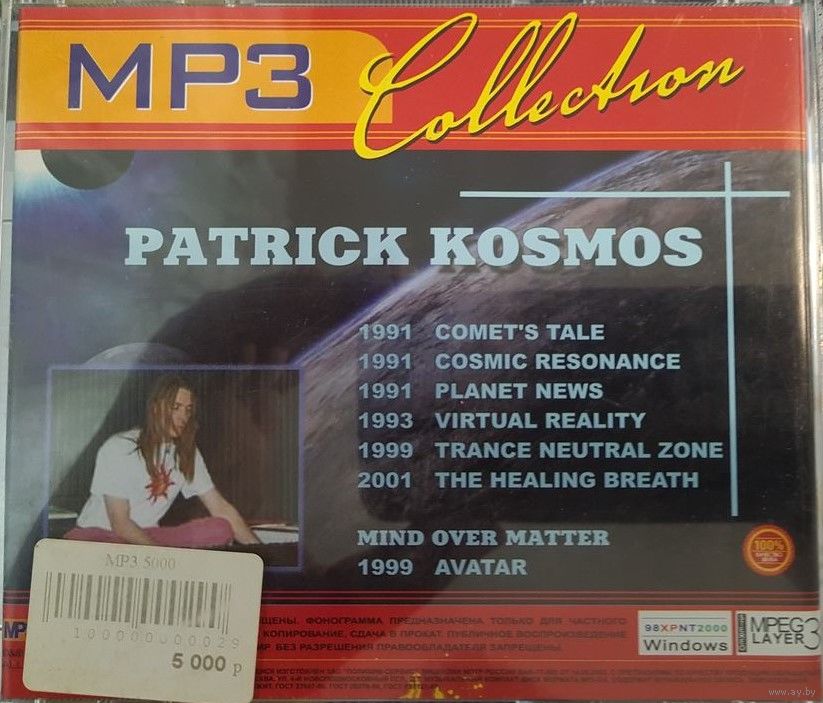 MP3 Collection
PATRICK KOSMOS
1991 COMET'S TALE
1991 COSMIC RESONANCE
1991 PLANET NEWS
1993 VIRTUAL REALITY
1999 TRANCE NEUTRAL ZONE
2001 THE HEALING BREATH
MIND OVER MATTER
1999 AVATAR
100%
MP3 5000
100000000029
5 000 р
ФОНОГРАММА ПРЕДНАЗНАЧЕНА ТОЛЬКО ДЛЯ ЧАСТНОГО
КОПИРОВАНИЕ, СДАЧА В ПРОКАТ, ПУБЛИЧНОЕ ВОСПРОИЗВЕДЕНИЕ
БЕЗ РАЗРЕШЕНИЯ ПРАВООБЛАДАТЕЛЯ ЗАПРЕЩЕНЫ.
98XPNT2000
Windows
MPEG
LAYER 3
www.ay.by